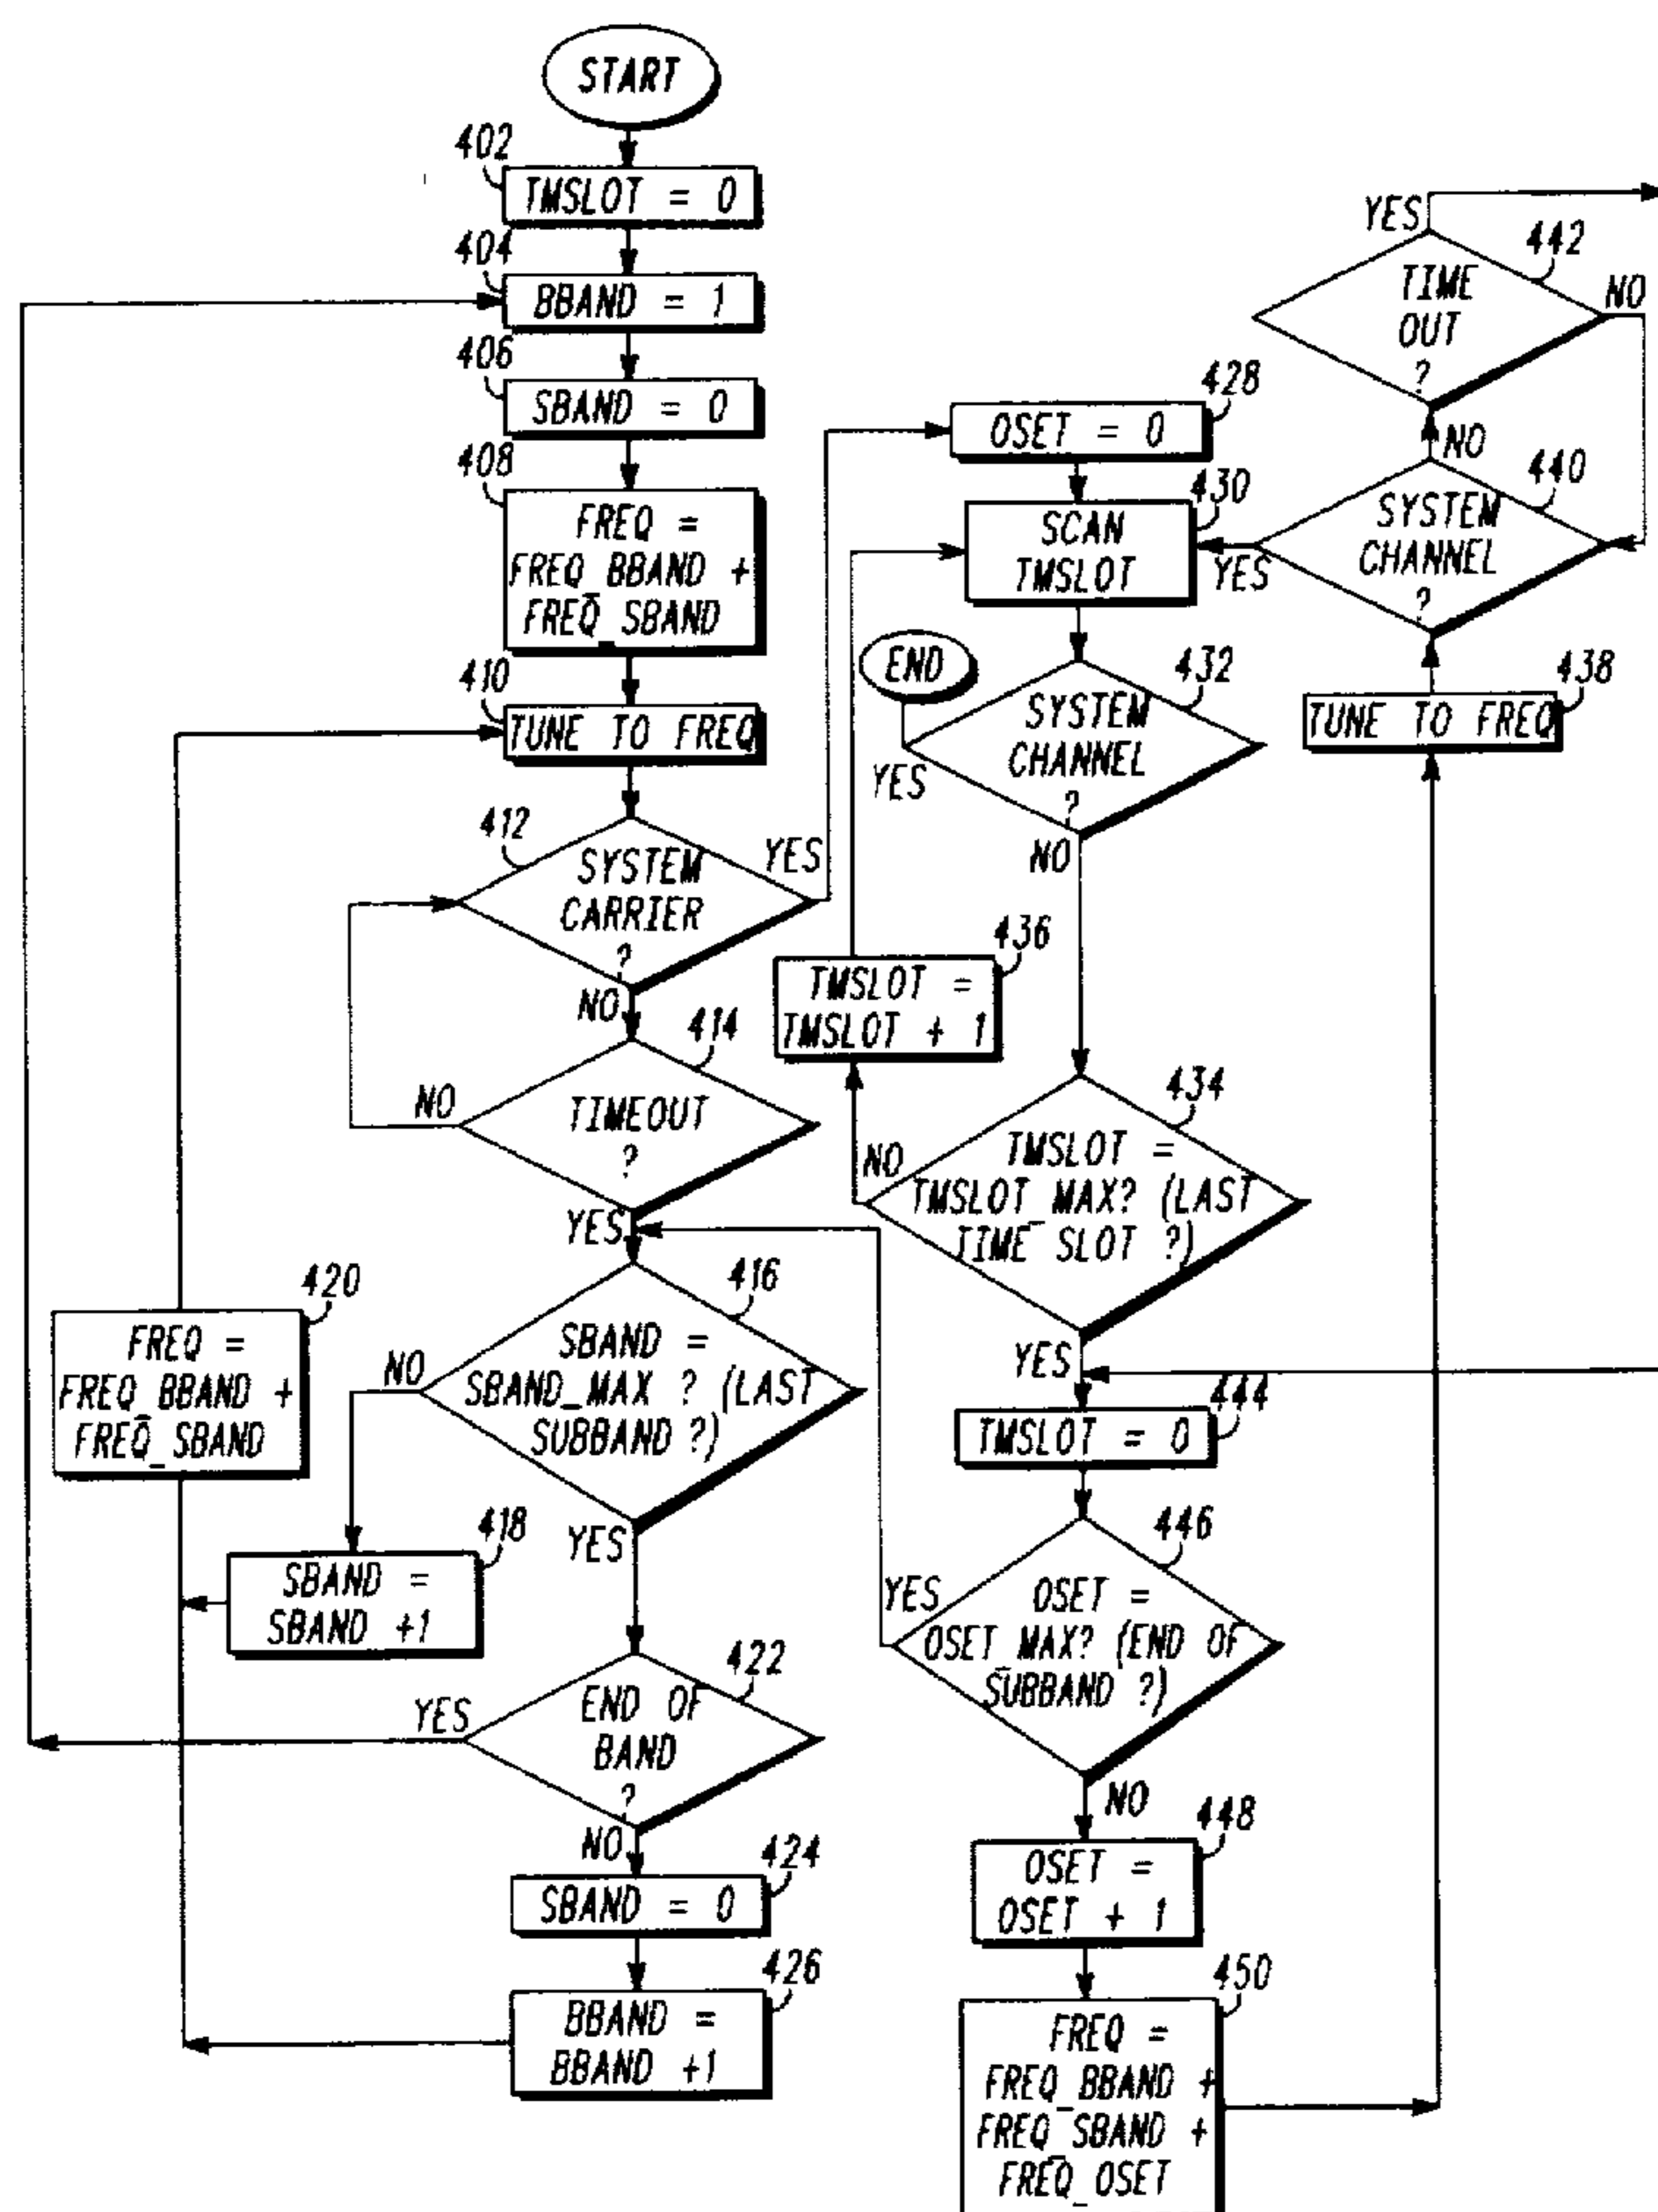 START
402
TMSLOT = 0
404
BBAND = 1
406
SBAND = 0
408
FREQ =
FREQ_BBAND +
FREQ_SBAND
410
TUNE TO FREQ
412
SYSTEM
CARRIER
?
YES
NO
414
TIMEOUT
?
NO
YES
416
SBAND =
SBAND_MAX ? (LAST
SUBBAND ?)
NO
YES
420
FREQ =
FREQ_BBAND +
FREQ_SBAND
418
SBAND =
SBAND +1
422
END OF
BAND
?
YES
NO
424
SBAND = 0
426
BBAND =
BBAND +1
428
OSET = 0
430
SCAN
TMSLOT
END
432
SYSTEM
CHANNEL
?
YES
NO
436
TMSLOT =
TMSLOT + 1
434
TMSLOT =
TMSLOT_MAX? (LAST
TIME SLOT ?)
NO
YES
444
TMSLOT = 0
446
OSET =
OSET_MAX? (END OF
SUBBAND ?)
YES
NO
448
OSET =
OSET + 1
450
FREQ =
FREQ_BBAND +
FREQ_SBAND +
FREQ_OSET
438
TUNE TO FREQ
440
SYSTEM
CHANNEL
?
YES
NO
442
TIME
OUT
?
YES
NO